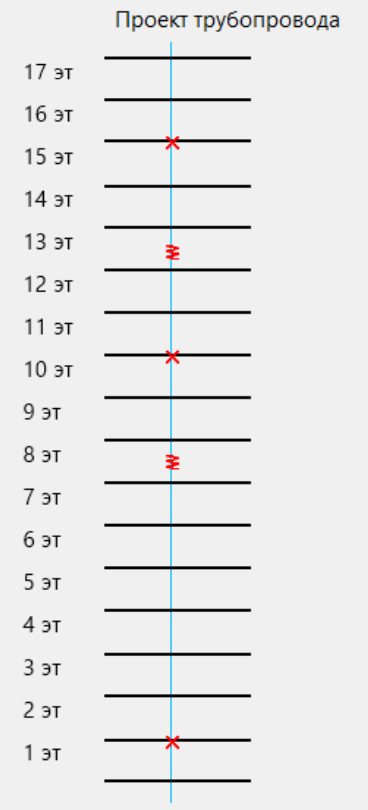 Проект трубопровода
17 эт
16 эт
15 эт
14 эт
13 эт
12 эт
11 эт
10 эт
9 эт
8 эт
7 эт
6 эт
5 эт
4 эт
3 эт
2 эт
1 эт